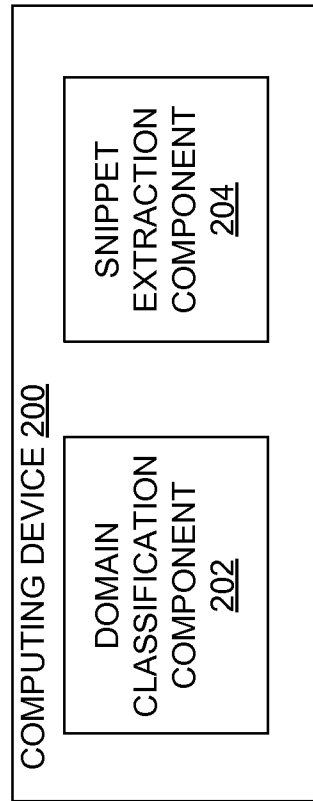 COMPUTING DEVICE 200
DOMAIN
CLASSIFICATION
COMPONENT
202
SNIPPET
EXTRACTION
COMPONENT
204